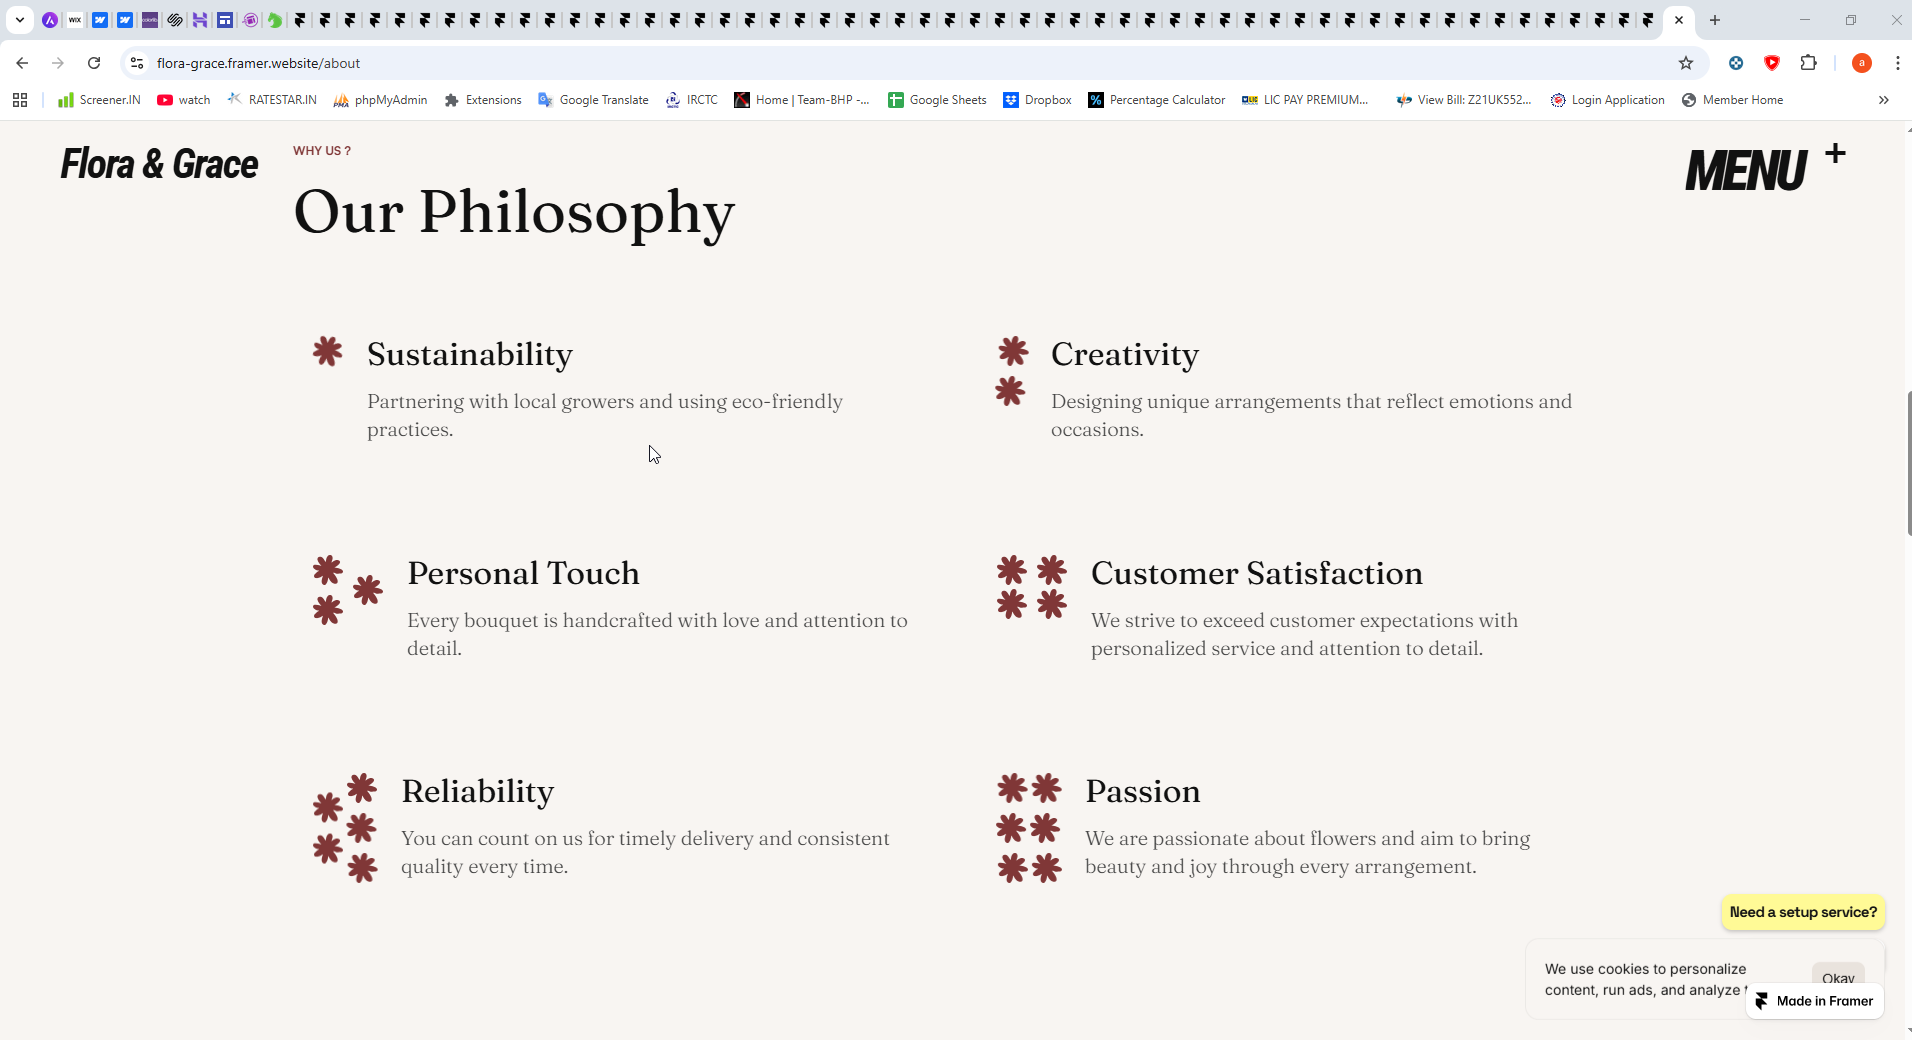 WIX
flora-grace.framer.website/about
a
Screener.IN
watch
RATESTAR.IN
phpMyAdmin
Extensions
Google Translate
IRCTC
Home | Team-BHP -...
Google Sheets
Dropbox
Percentage Calculator
LIC PAY PREMIUM...
View Bill: Z21UK552...
Login Application
Member Home
Flora & Grace
WHY US ?
MENU +
Our Philosophy
Sustainability
Partnering with local growers and using eco-friendly
practices.
Creativity
Designing unique arrangements that reflect emotions and
occasions.
Personal Touch
Every bouquet is handcrafted with love and attention to
detail.
Customer Satisfaction
We strive to exceed customer expectations with
personalized service and attention to detail.
Reliability
You can count on us for timely delivery and consistent
quality every time.
Passion
We are passionate about flowers and aim to bring
beauty and joy through every arrangement.
Need a setup service?
We use cookies to personalize
content, run ads, and analyze
Okay
Made in Framer